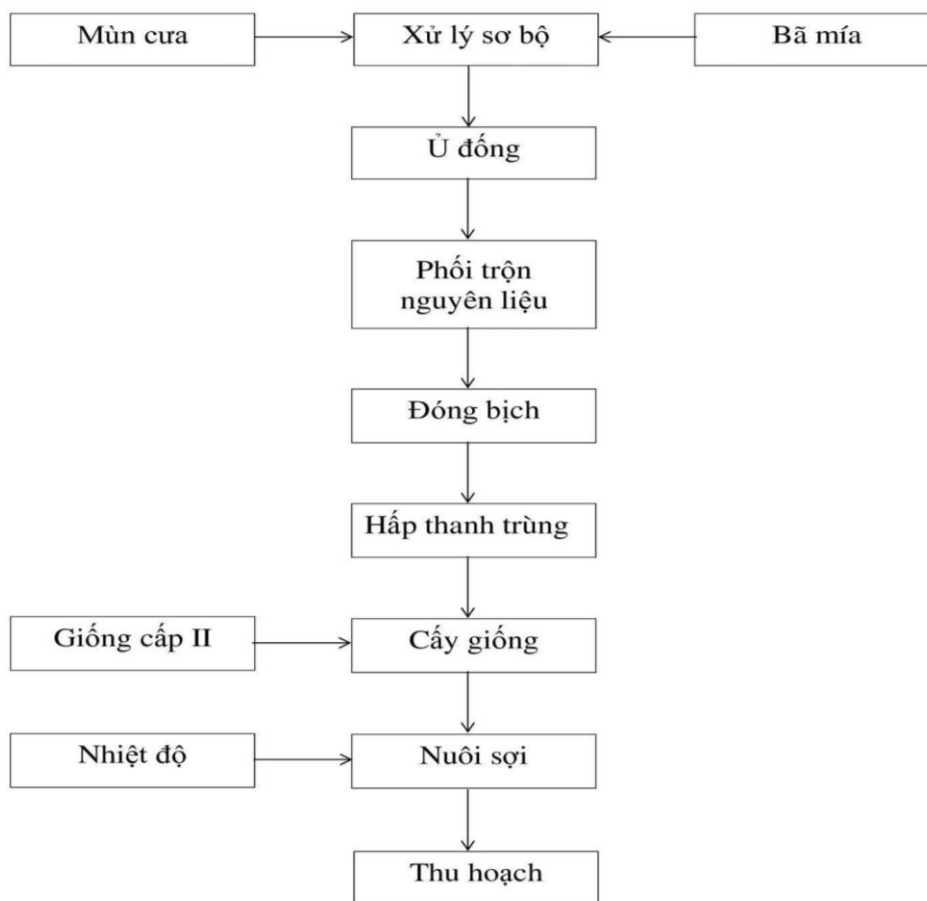 Mùn cưa
Xử lý sơ bộ
Bã mía
Ủ đống
Phối trộn
nguyên liệu
Đóng bịch
Hấp thanh trùng
Giống cấp II
Cấy giống
Nhiệt độ
Nuôi sợi
Thu hoạch